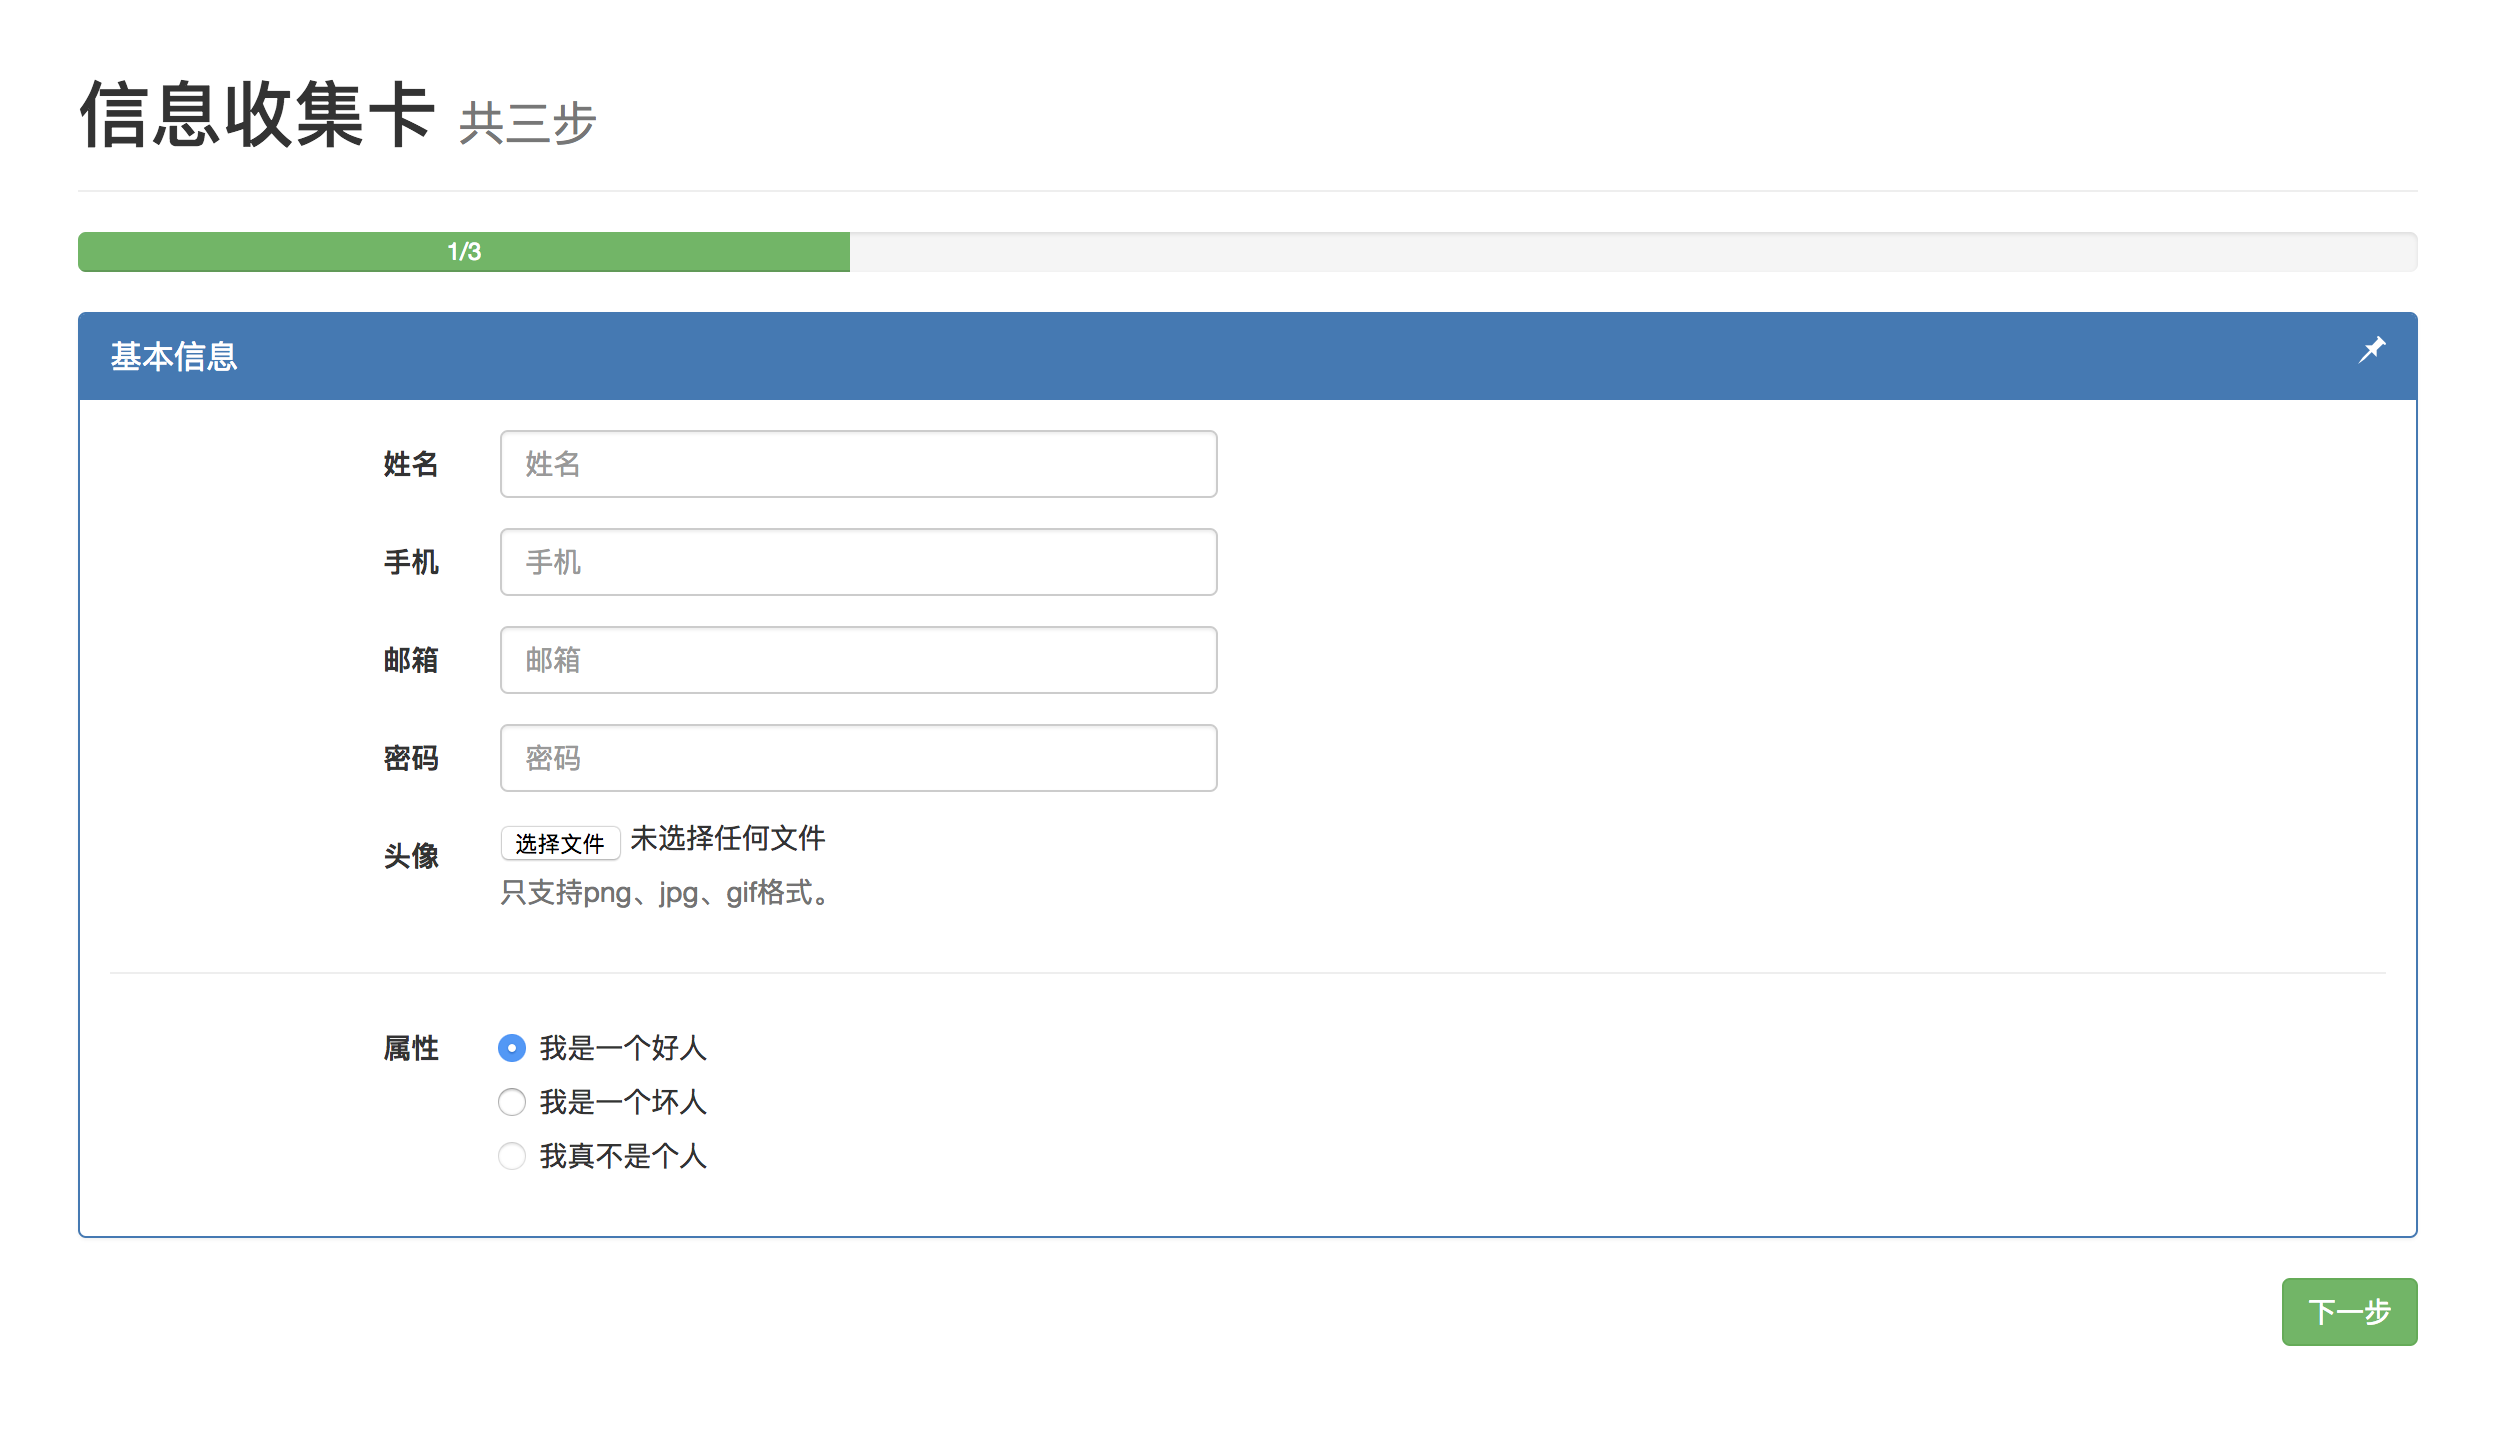 信息收集卡 共三步
1/3
基本信息
姓名 姓名
手机 手机
邮箱 邮箱
密码 密码
头像 选择文件 未选择任何文件
只支持png、jpg、gif格式。
属性 我是一个好人
我是一个坏人
我真不是个人
下一步